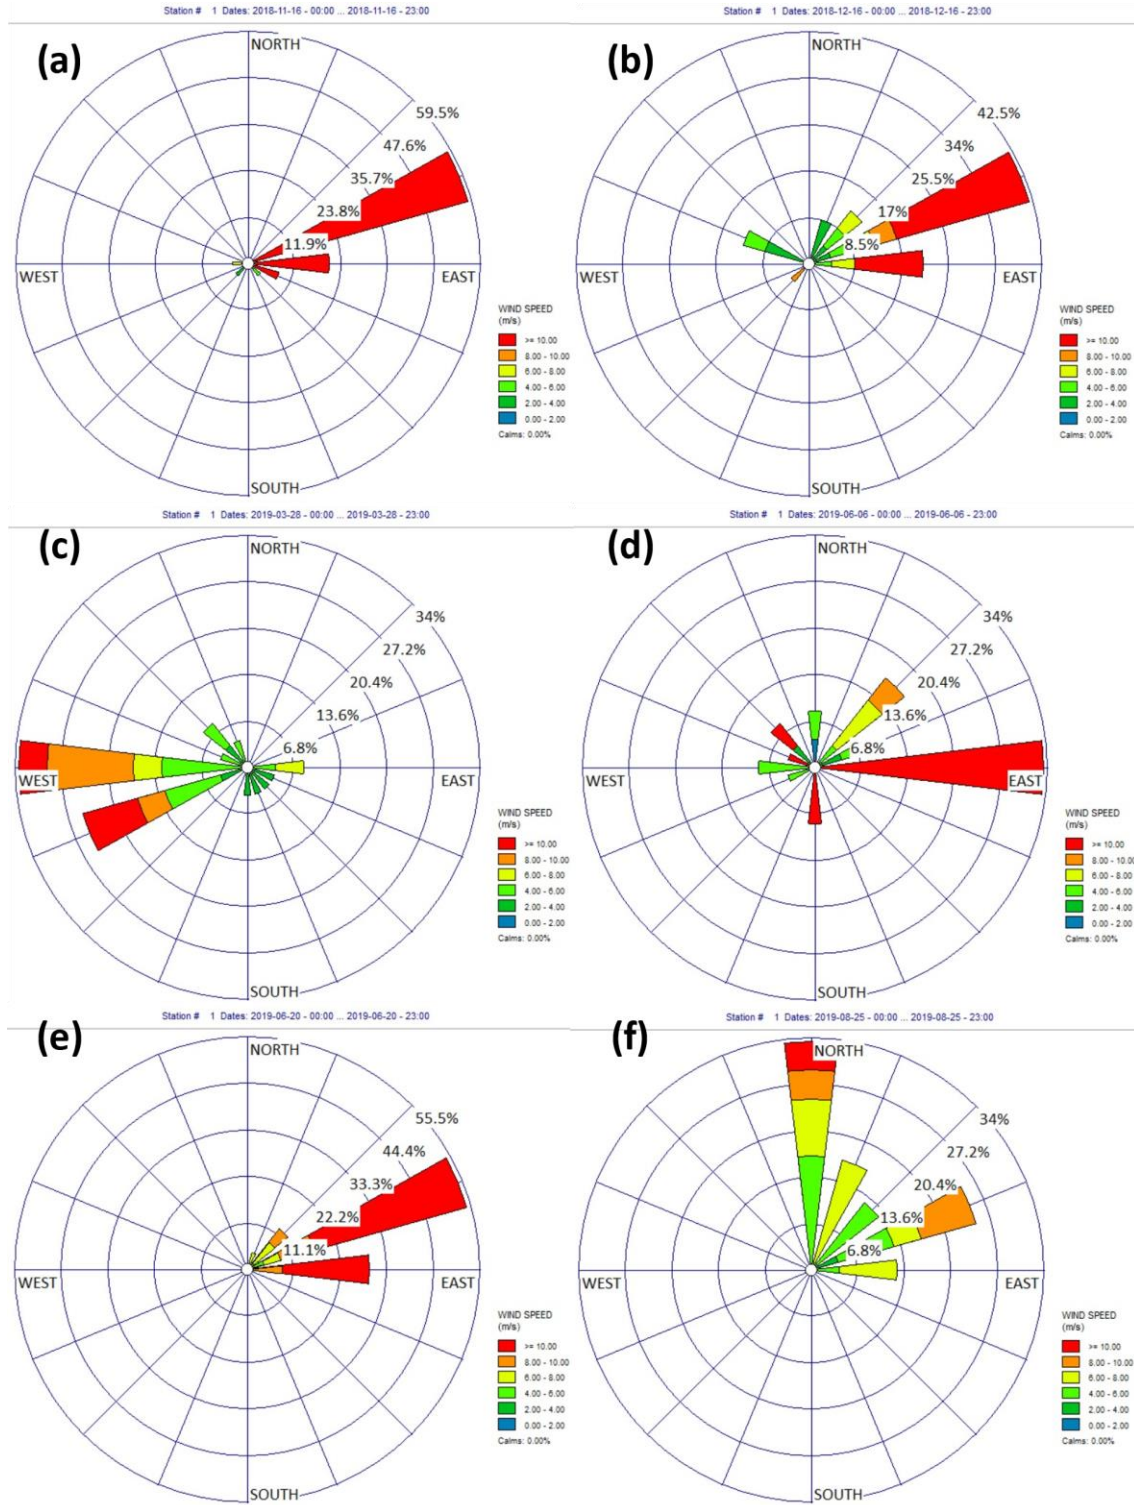 Station # 1 Dates: 2018-11-16 - 00:00 ... 2018-11-16 - 23:00
(a)
NORTH
59.5%
47.6%
35.7%
23.8%
11.9%
WEST
EAST
SOUTH
WIND SPEED
(m/s)
>= 10.00
8.00 - 10.00
6.00 - 8.00
4.00 - 6.00
2.00 - 4.00
0.00 - 2.00
Calms: 0.00%
Station # 1 Dates: 2018-12-16 - 00:00 ... 2018-12-16 - 23:00
(b)
NORTH
42.5%
34%
25.5%
17%
8.5%
WEST
EAST
SOUTH
WIND SPEED
(m/s)
>= 10.00
8.00 - 10.00
6.00 - 8.00
4.00 - 6.00
2.00 - 4.00
0.00 - 2.00
Calms: 0.00%
Station # 1 Dates: 2019-03-28 - 00:00 ... 2019-03-28 - 23:00
(c)
NORTH
34%
27.2%
20.4%
13.6%
6.8%
WEST
EAST
SOUTH
WIND SPEED
(m/s)
>= 10.00
8.00 - 10.00
6.00 - 8.00
4.00 - 6.00
2.00 - 4.00
0.00 - 2.00
Calms: 0.00%
Station # 1 Dates: 2019-06-06 - 00:00 ... 2019-06-06 - 23:00
(d)
NORTH
34%
27.2%
20.4%
13.6%
6.8%
WEST
EAST
SOUTH
WIND SPEED
(m/s)
>= 10.00
8.00 - 10.00
6.00 - 8.00
4.00 - 6.00
2.00 - 4.00
0.00 - 2.00
Calms: 0.00%
Station # 1 Dates: 2019-06-20 - 00:00 ... 2019-06-20 - 23:00
(e)
NORTH
55.5%
44.4%
33.3%
22.2%
11.1%
WEST
EAST
SOUTH
WIND SPEED
(m/s)
>= 10.00
8.00 - 10.00
6.00 - 8.00
4.00 - 6.00
2.00 - 4.00
0.00 - 2.00
Calms: 0.00%
Station # 1 Dates: 2019-08-25 - 00:00 ... 2019-08-25 - 23:00
(f)
NORTH
34%
27.2%
20.4%
13.6%
6.8%
WEST
EAST
SOUTH
WIND SPEED
(m/s)
>= 10.00
8.00 - 10.00
6.00 - 8.00
4.00 - 6.00
2.00 - 4.00
0.00 - 2.00
Calms: 0.00%